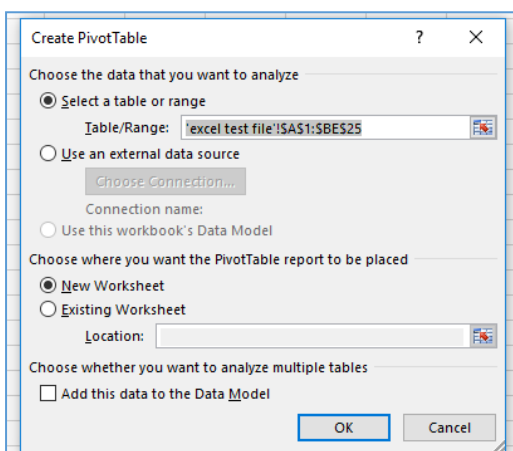 Create PivotTable ? ×
Choose the data that you want to analyze
Select a table or range
Table/Range: 'excel test file'!$A$1:$BE$25
Use an external data source
Choose Connection...
Connection name:
Use this workbook's Data Model
Choose where you want the PivotTable report to be placed
New Worksheet
Existing Worksheet
Location:
Choose whether you want to analyze multiple tables
Add this data to the Data Model
OK Cancel